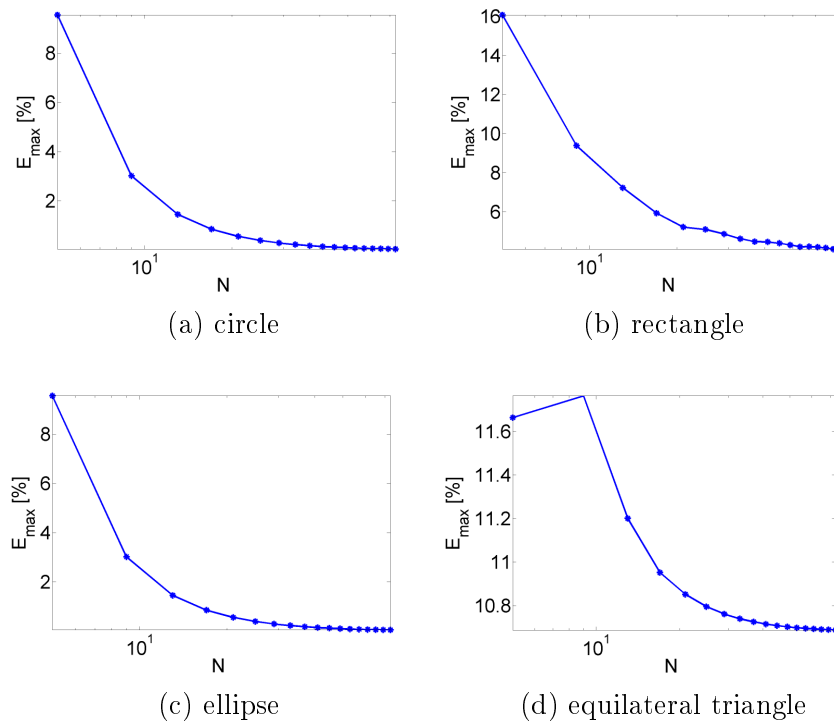 8
6
4
2
E_max [%]
10^1
N
(a) circle
16
14
12
10
8
6
E_max [%]
10^1
N
(b) rectangle
8
6
4
2
E_max [%]
10^1
N
(c) ellipse
11.6
11.4
11.2
11
10.8
E_max [%]
10^1
N
(d) equilateral triangle